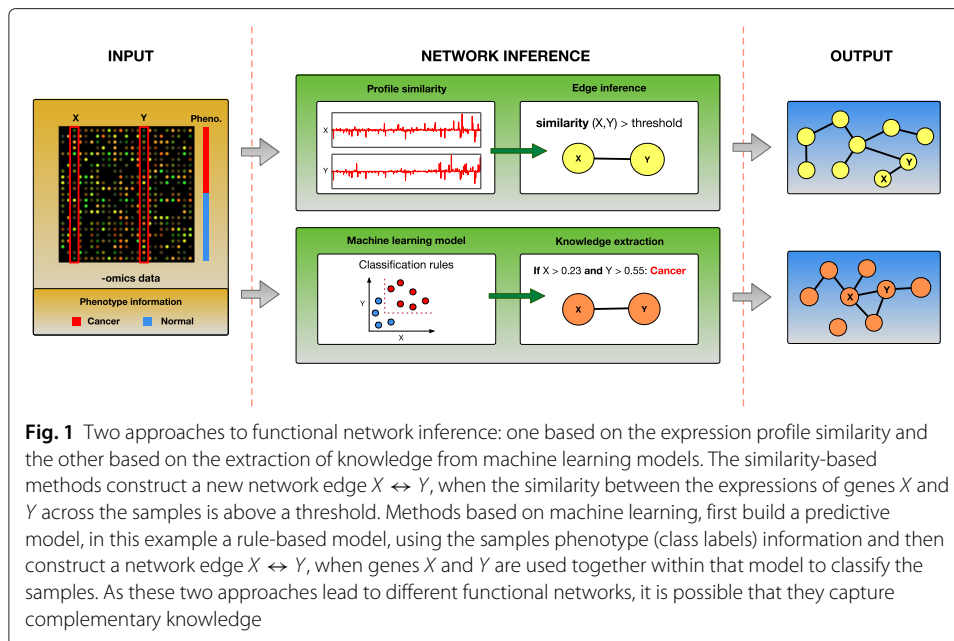 INPUT
NETWORK INFERENCE
OUTPUT
X Y Pheno.
-omics data
Phenotype information
Cancer Normal
Profile similarity
X
Y
Edge inference
similarity (X,Y) > threshold
X Y
Machine learning model
Classification rules
Y
X
Knowledge extraction
If X > 0.23 and Y > 0.55: Cancer
X Y
Y
X
X Y
Fig. 1 Two approaches to functional network inference: one based on the expression profile similarity and
the other based on the extraction of knowledge from machine learning models. The similarity-based
methods construct a new network edge X ↔ Y, when the similarity between the expressions of genes X and
Y across the samples is above a threshold. Methods based on machine learning, first build a predictive
model, in this example a rule-based model, using the samples phenotype (class labels) information and then
construct a network edge X ↔ Y, when genes X and Y are used together within that model to classify the
samples. As these two approaches lead to different functional networks, it is possible that they capture
complementary knowledge